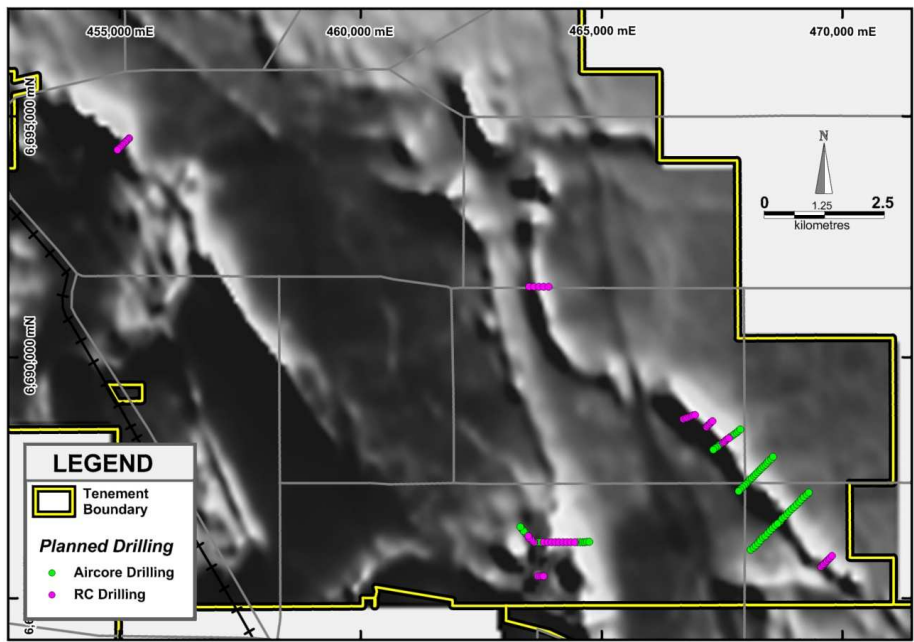 455,000 mE
460,000 mE
465,000 mE
470,000 mE
6,695,000 mN
N
0
1.25
2.5
kilometres
6,690,000 mN
LEGEND
Tenement
Boundary
Planned Drilling
Aircore Drilling
RC Drilling